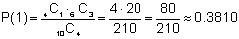 P(1) = ₄C₁ · ₆C₃ / ₁₀C₄ = 4 · 20 / 210 = 80 / 210 ≈ 0.3810